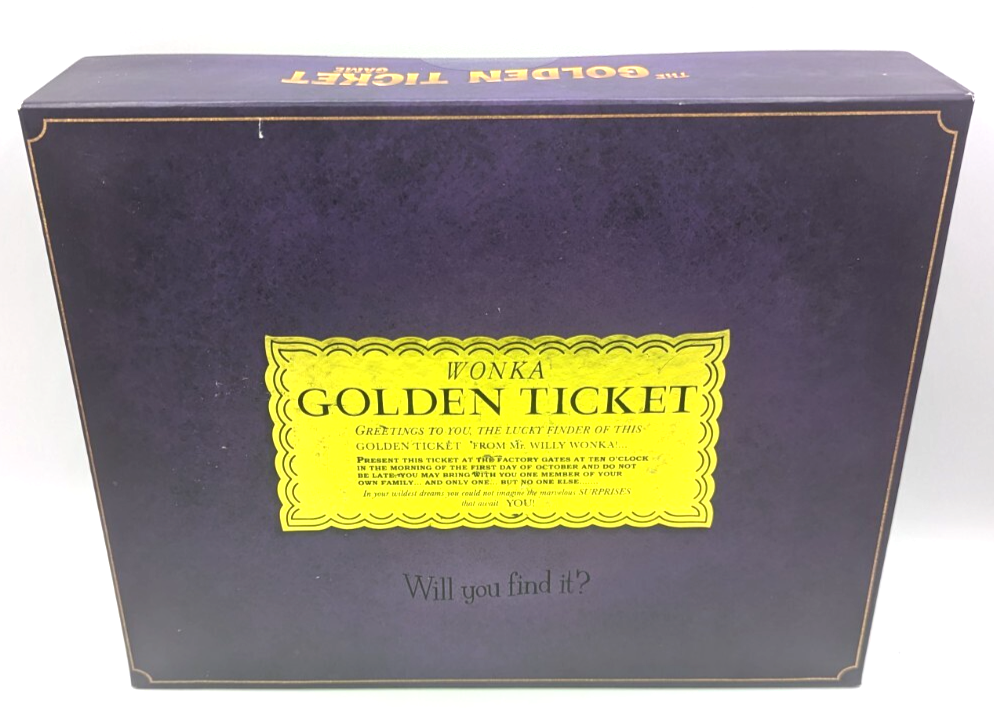 THE GOLDEN TICKET
GAME
WONKA
GOLDEN TICKET
GREETINGS TO YOU, THE LUCKY FINDER OF THIS
GOLDEN TICKET FROM Mr. WILLY WONKA!...
PRESENT THIS TICKET AT THE FACTORY GATES AT TEN O'CLOCK
IN THE MORNING OF THE FIRST DAY OF OCTOBER AND DO NOT
BE LATE. YOU MAY BRING WITH YOU ONE MEMBER OF YOUR
OWN FAMILY... AND ONLY ONE... BUT NO ONE ELSE......
In your wildest dreams you could not imagine the marvelous SURPRISES
that await YOU!
Will you find it?